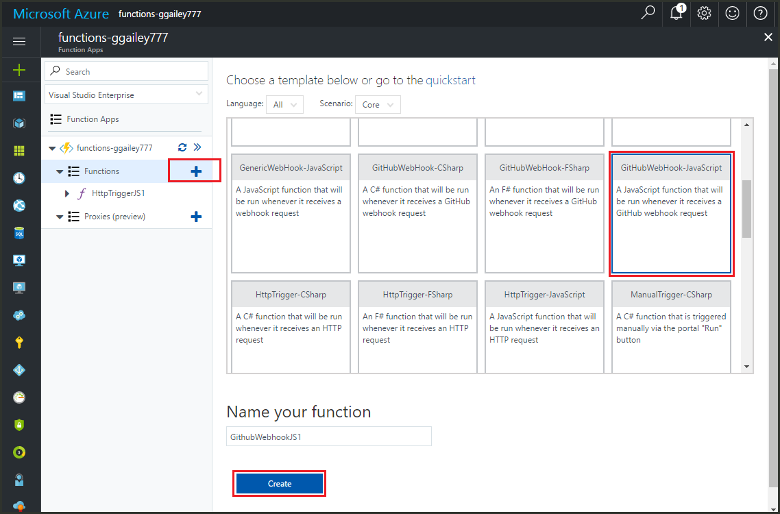 Microsoft Azure functions-ggailey777
1
functions-ggailey777
Function Apps
Search
Visual Studio Enterprise
Function Apps
functions-ggailey777
Functions
HttpTriggerJS1
Proxies (preview)
Choose a template below or go to the quickstart
Language: All Scenario: Core
GenericWebHook-JavaScript
A JavaScript function that will
be run whenever it receives a
webhook request
GitHubWebHook-CSharp
A C# function that will be run
whenever it receives a GitHub
webhook request
GitHubWebHook-FSharp
An F# function that will be run
whenever it receives a GitHub
webhook request
GitHubWebHook-JavaScript
A JavaScript function that will
be run whenever it receives a
GitHub webhook request
HttpTrigger-CSharp
A C# function that will be run
whenever it receives an HTTP
request
HttpTrigger-FSharp
An F# function that will be run
whenever it receives an HTTP
request
HttpTrigger-JavaScript
A JavaScript function that will
be run whenever it receives an
HTTP request
ManualTrigger-CSharp
A C# function that is triggered
manually via the portal "Run"
button
Name your function
GithubWebhookJS1
Create